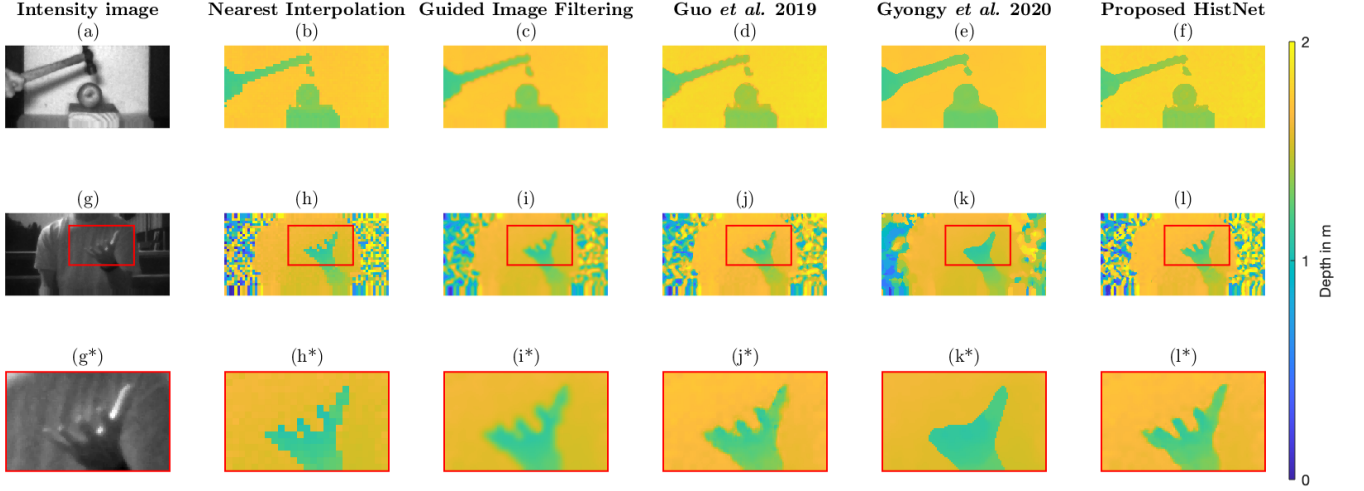 Intensity image Nearest Interpolation Guided Image Filtering Guo et al. 2019 Gyongy et al. 2020 Proposed HistNet
(a) (b) (c) (d) (e) (f)
2
(g) (h) (i) (j) (k) (l)
1
Depth in m
(g*) (h*) (i*) (j*) (k*) (l*)
0